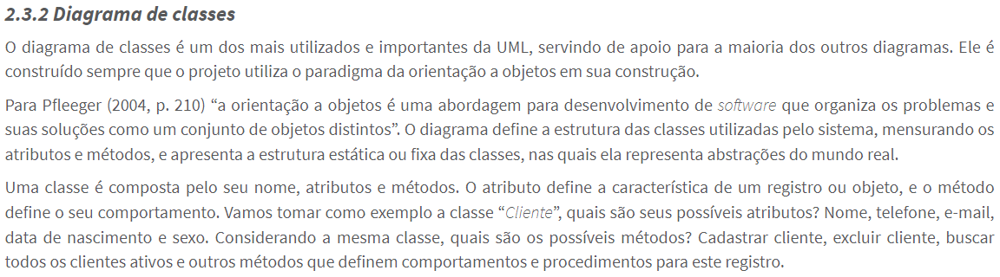 2.3.2 Diagrama de classes
O diagrama de classes é um dos mais utilizados e importantes da UML, servindo de apoio para a maioria dos outros diagramas. Ele é
construído sempre que o projeto utiliza o paradigma da orientação a objetos em sua construção.
Para Pfleeger (2004, p. 210) “a orientação a objetos é uma abordagem para desenvolvimento de software que organiza os problemas e
suas soluções como um conjunto de objetos distintos”. O diagrama define a estrutura das classes utilizadas pelo sistema, mensurando os
atributos e métodos, e apresenta a estrutura estática ou fixa das classes, nas quais ela representa abstrações do mundo real.
Uma classe é composta pelo seu nome, atributos e métodos. O atributo define a característica de um registro ou objeto, e o método
define o seu comportamento. Vamos tomar como exemplo a classe “Cliente”, quais são seus possíveis atributos? Nome, telefone, e-mail,
data de nascimento e sexo. Considerando a mesma classe, quais são os possíveis métodos? Cadastrar cliente, excluir cliente, buscar
todos os clientes ativos e outros métodos que definem comportamentos e procedimentos para este registro.